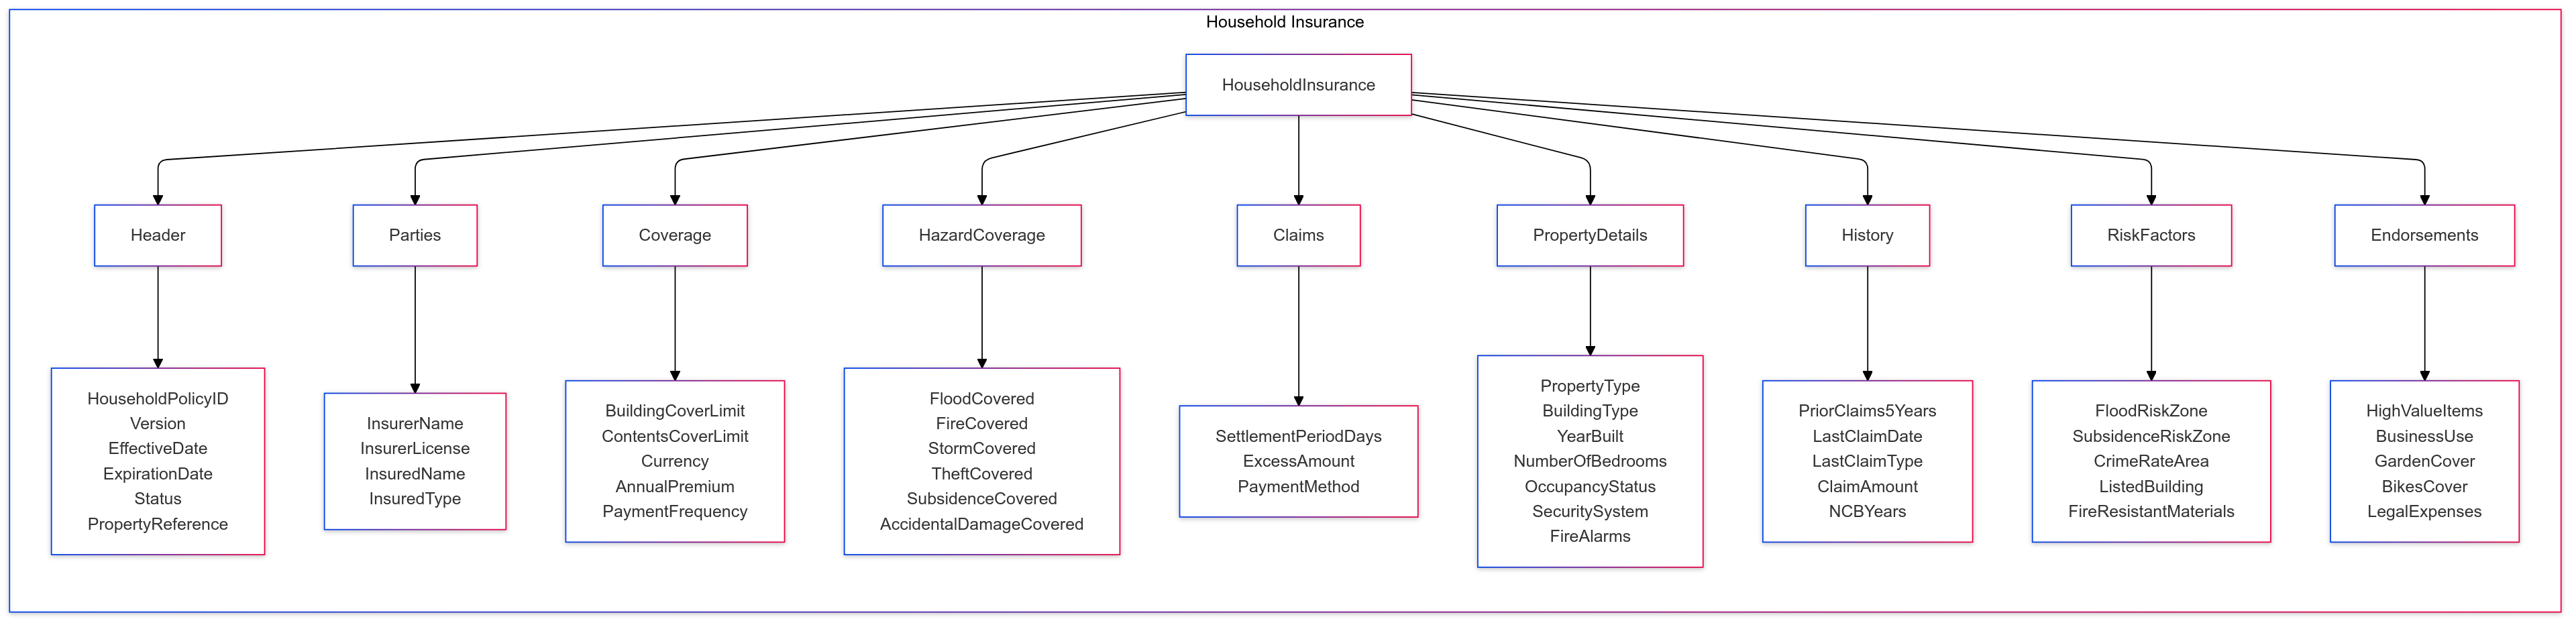 Household Insurance
HouseholdInsurance
Header
Parties
Coverage
HazardCoverage
Claims
PropertyDetails
History
RiskFactors
Endorsements
HouseholdPolicyID
Version
EffectiveDate
ExpirationDate
Status
PropertyReference
InsurerName
InsurerLicense
InsuredName
InsuredType
BuildingCoverLimit
ContentsCoverLimit
Currency
AnnualPremium
PaymentFrequency
FloodCovered
FireCovered
StormCovered
TheftCovered
SubsidenceCovered
AccidentalDamageCovered
SettlementPeriodDays
ExcessAmount
PaymentMethod
PropertyType
BuildingType
YearBuilt
NumberOfBedrooms
OccupancyStatus
SecuritySystem
FireAlarms
PriorClaims5Years
LastClaimDate
LastClaimType
ClaimAmount
NCBYears
FloodRiskZone
SubsidenceRiskZone
CrimeRateArea
ListedBuilding
FireResistantMaterials
HighValueItems
BusinessUse
GardenCover
BikesCover
LegalExpenses